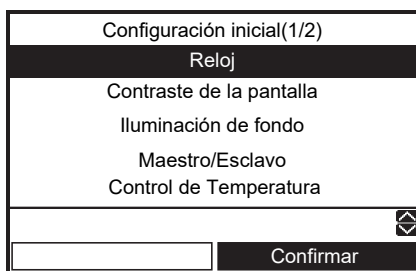 Configuración inicial(1/2)
Reloj
Contraste de la pantalla
Iluminación de fondo
Maestro/Esclavo
Control de Temperatura
Confirmar